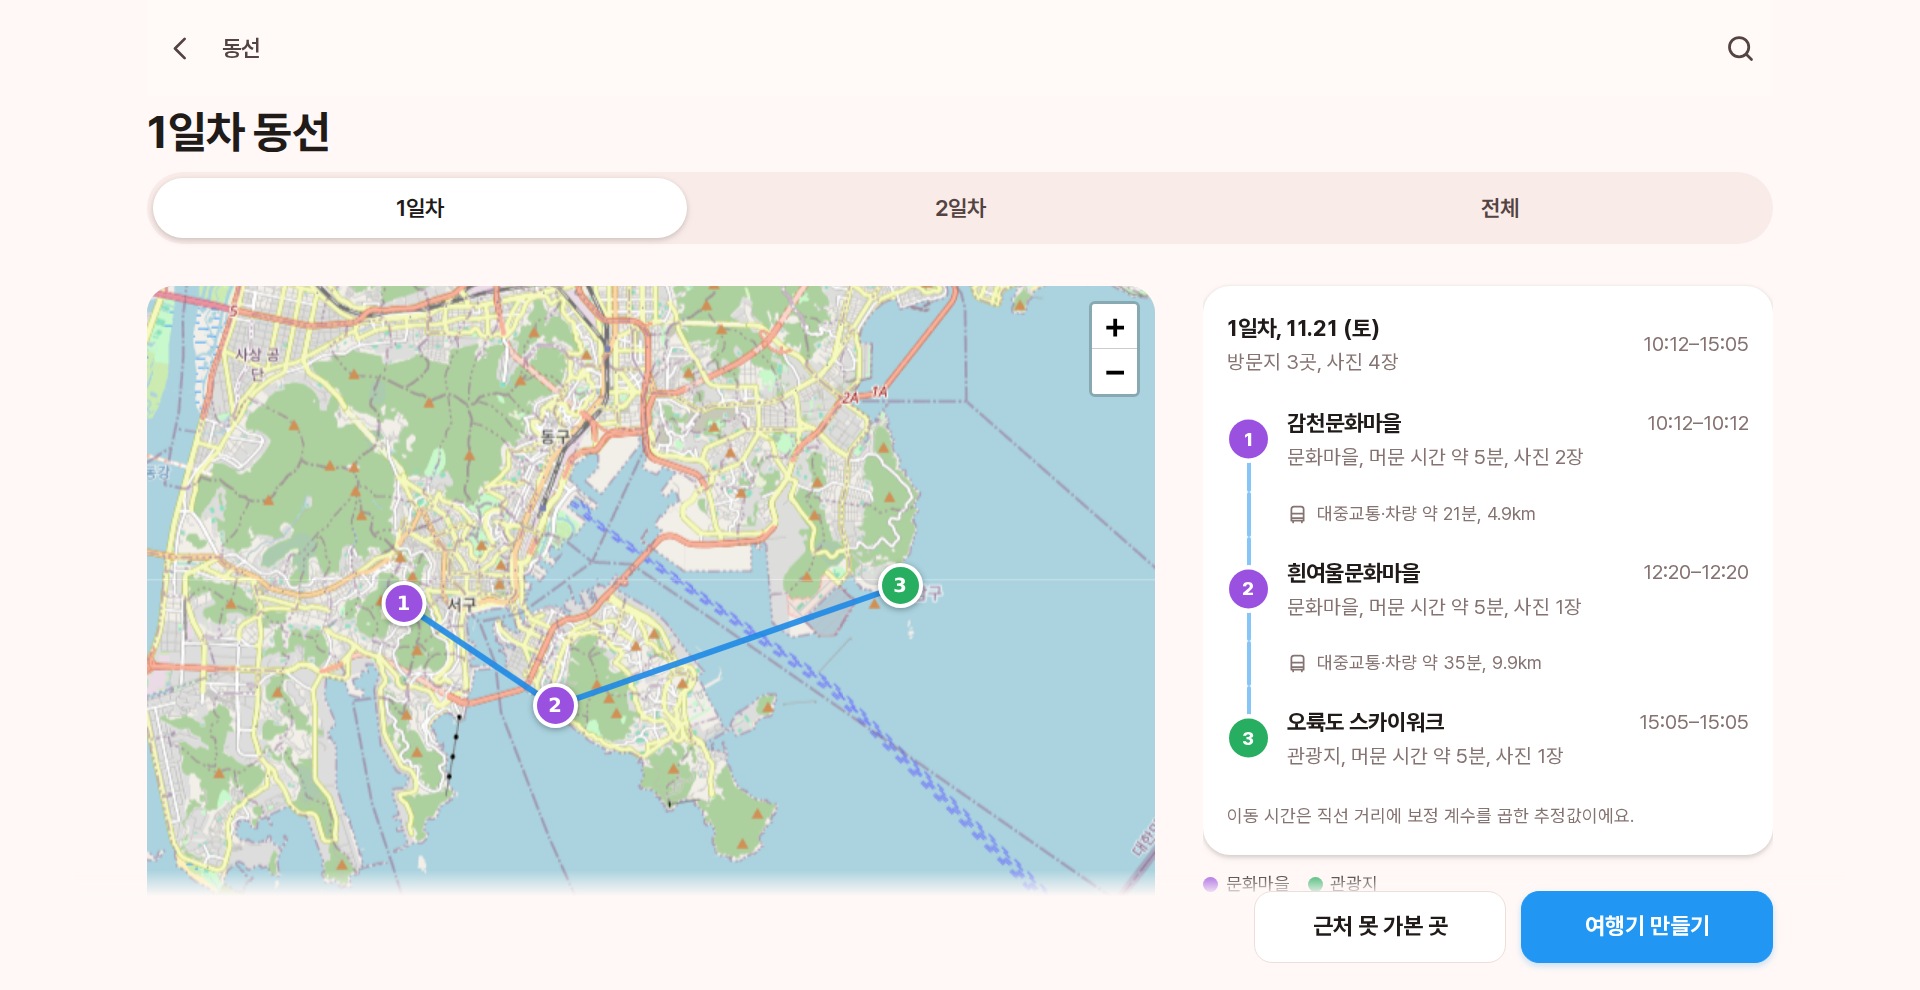 동선
1일차 동선
1일차
2일차
전체
5
사상 공
단
동구
서구
2A
1A
1
2
3
+
−
1일차, 11.21 (토)
방문지 3곳, 사진 4장
10:12–15:05
1
감천문화마을
10:12–10:12
문화마을, 머문 시간 약 5분, 사진 2장
대중교통·차량 약 21분, 4.9km
2
흰여울문화마을
12:20–12:20
문화마을, 머문 시간 약 5분, 사진 1장
대중교통·차량 약 35분, 9.9km
3
오륙도 스카이워크
15:05–15:05
관광지, 머문 시간 약 5분, 사진 1장
이동 시간은 직선 거리에 보정 계수를 곱한 추정값이에요.
문화마을
관광지
근처 못 가본 곳
여행기 만들기